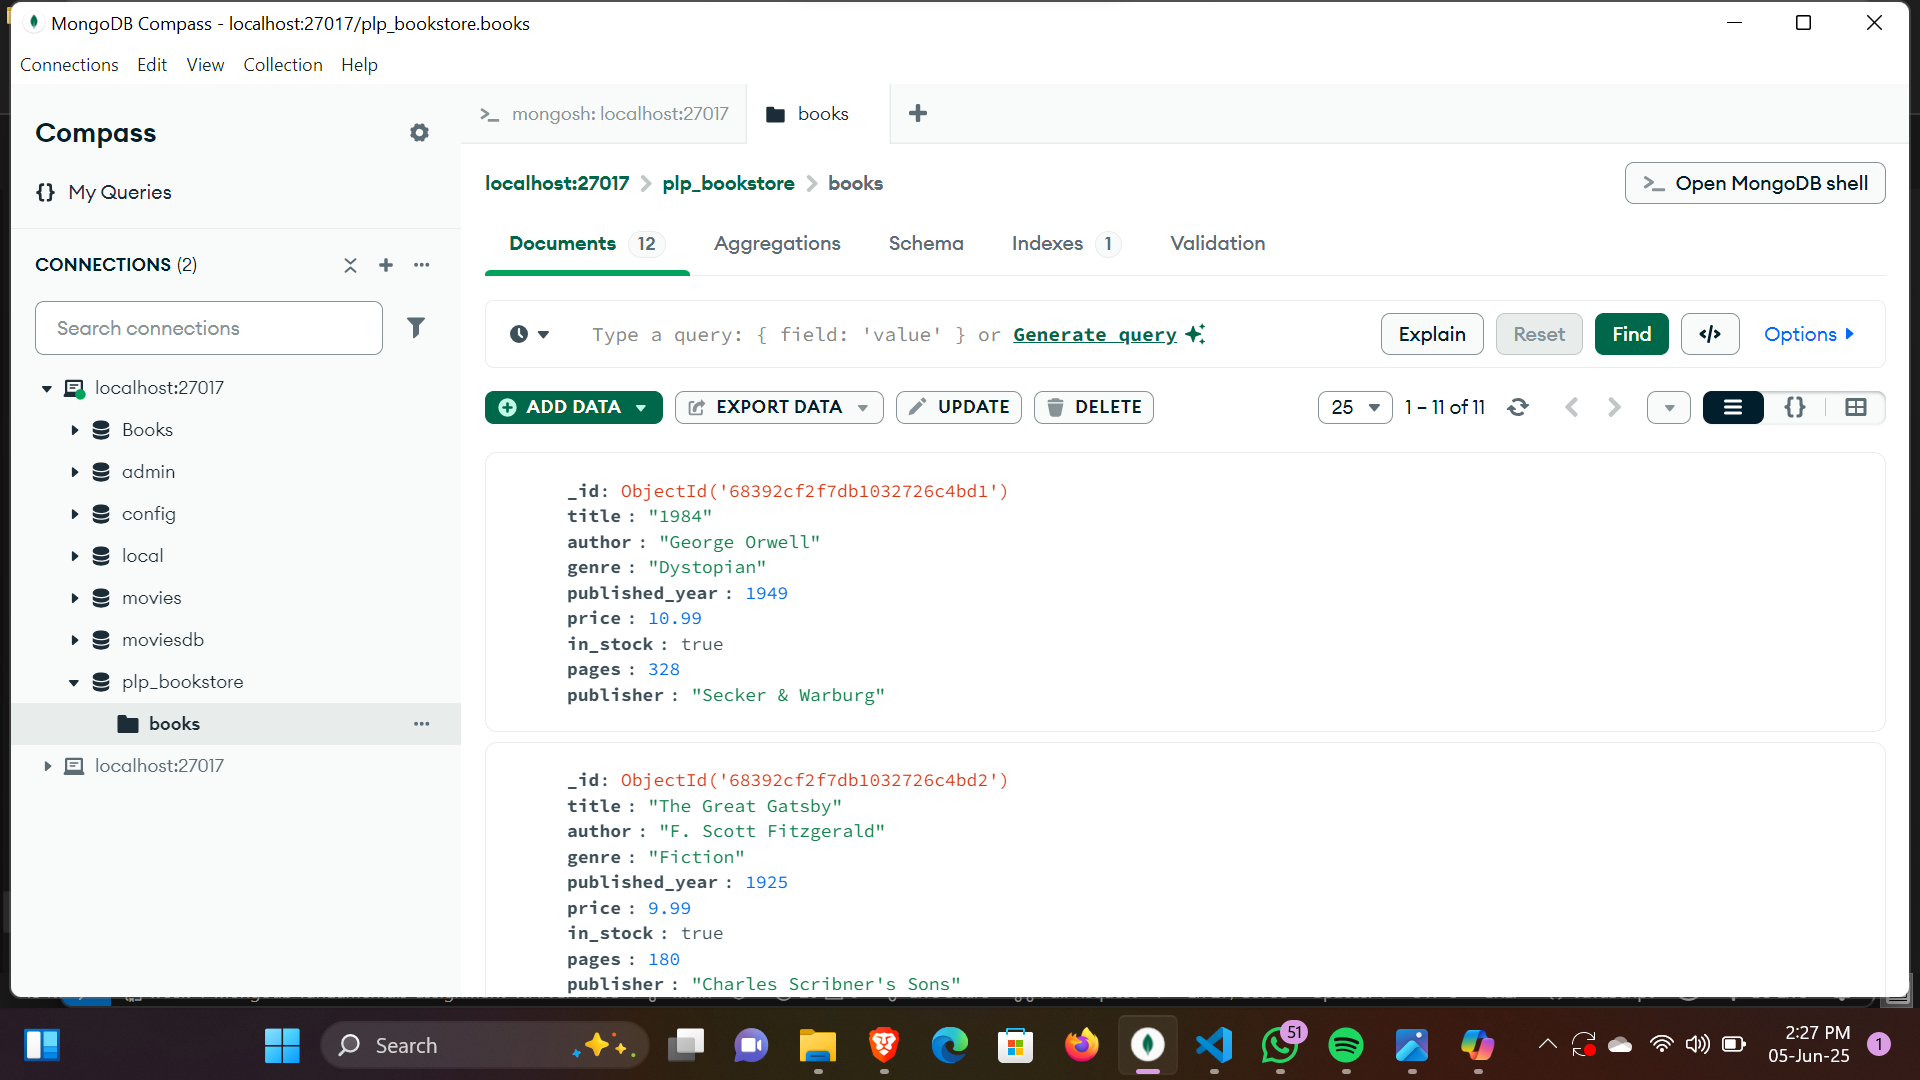 MongoDB Compass - localhost:27017/plp_bookstore.books
Connections Edit View Collection Help
Compass
{} My Queries
CONNECTIONS (2)
Search connections
localhost:27017
Books
admin
config
local
movies
moviesdb
plp_bookstore
books
localhost:27017
>_ mongosh: localhost:27017
books
localhost:27017 > plp_bookstore > books
>_ Open MongoDB shell
Documents 12 Aggregations Schema Indexes 1 Validation
Type a query: { field: 'value' } or Generate query
Explain Reset Find </> Options
ADD DATA EXPORT DATA UPDATE DELETE
25 1 – 11 of 11 {}
_id: ObjectId('68392cf2f7db1032726c4bd1')
title : "1984"
author : "George Orwell"
genre : "Dystopian"
published_year : 1949
price : 10.99
in_stock : true
pages : 328
publisher : "Secker & Warburg"
_id: ObjectId('68392cf2f7db1032726c4bd2')
title : "The Great Gatsby"
author : "F. Scott Fitzgerald"
genre : "Fiction"
published_year : 1925
price : 9.99
in_stock : true
pages : 180
publisher : "Charles Scribner's Sons"
Search
51
2:27 PM
05-Jun-25
1